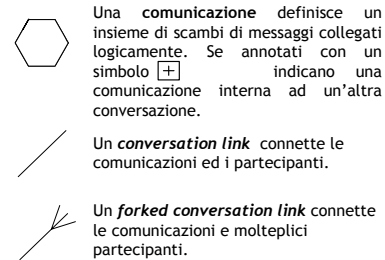 Una comunicazione definisce un
insieme di scambi di messaggi collegati
logicamente. Se annotati con un
simbolo + indicano una
comunicazione interna ad un'altra
conversazione.
Un conversation link connette le
comunicazioni ed i partecipanti.
Un forked conversation link connette
le comunicazioni e molteplici
partecipanti.